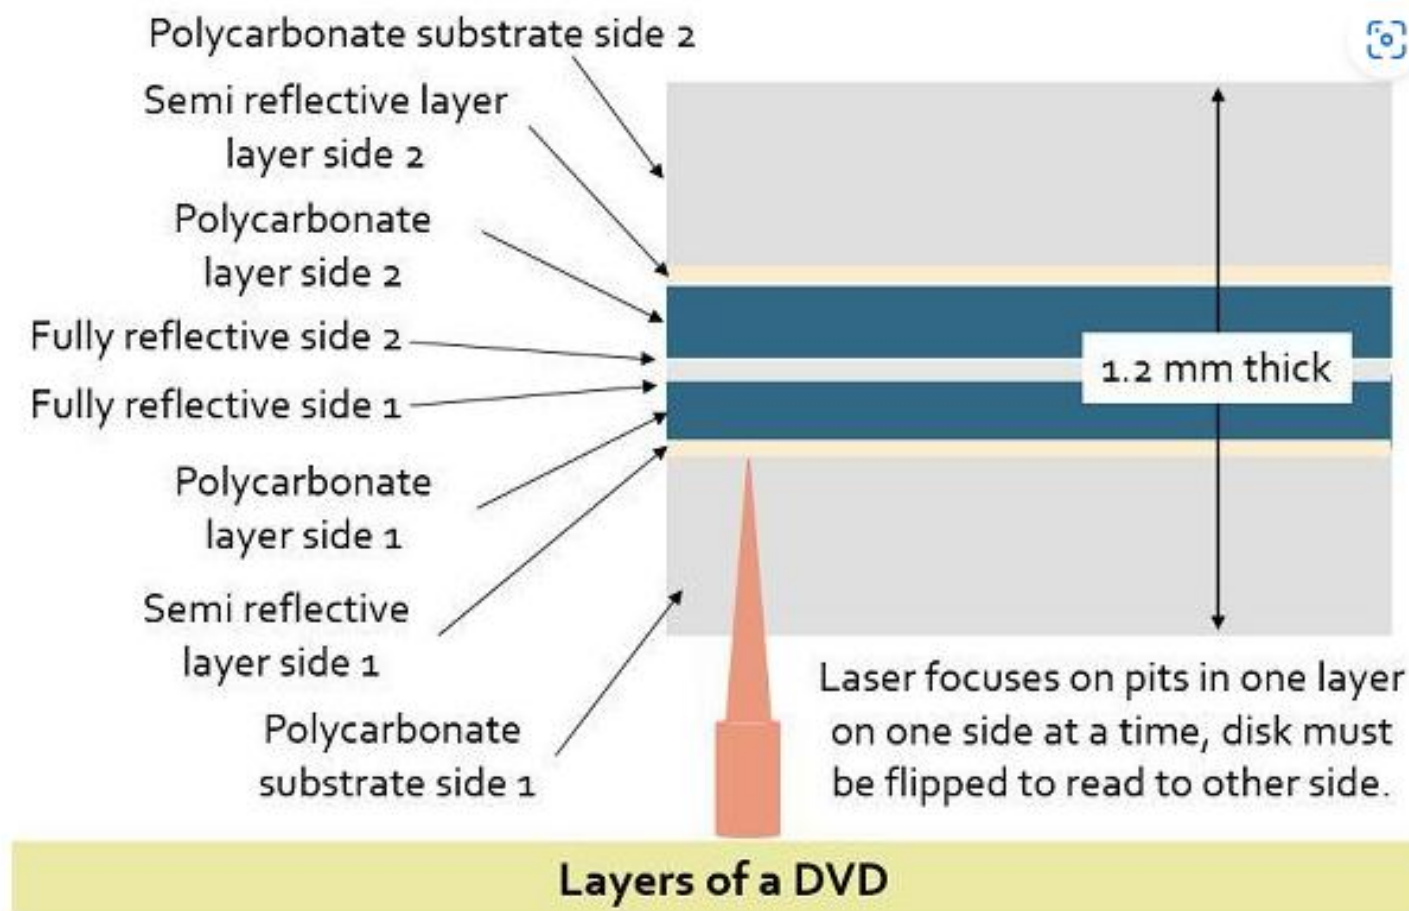 Polycarbonate substrate side 2
Semi reflective layer
layer side 2
Polycarbonate
layer side 2
Fully reflective side 2
Fully reflective side 1
Polycarbonate
layer side 1
Semi reflective
layer side 1
Polycarbonate
substrate side 1
1.2 mm thick
Laser focuses on pits in one layer
on one side at a time, disk must
be flipped to read to other side.
Layers of a DVD